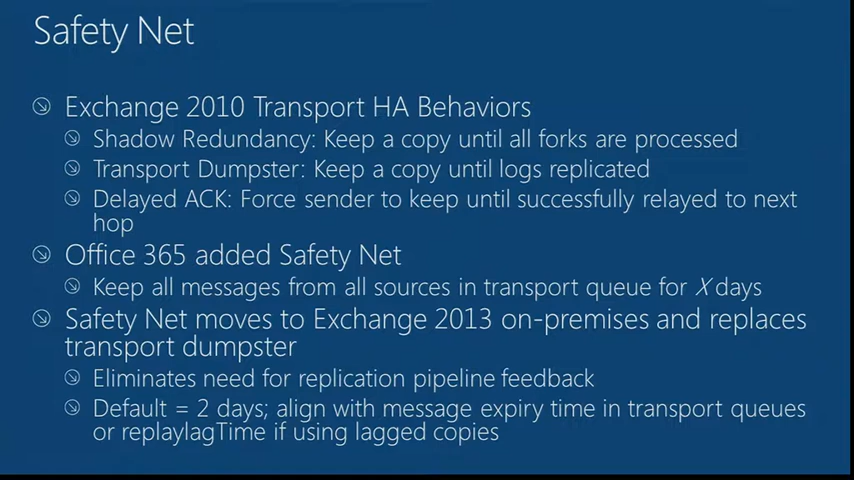 Safety Net
Exchange 2010 Transport HA Behaviors
Shadow Redundancy: Keep a copy until all forks are processed
Transport Dumpster: Keep a copy until logs replicated
Delayed ACK: Force sender to keep until successfully relayed to next
hop
Office 365 added Safety Net
Keep all messages from all sources in transport queue for X days
Safety Net moves to Exchange 2013 on-premises and replaces
transport dumpster
Eliminates need for replication pipeline feedback
Default = 2 days; align with message expiry time in transport queues
or replaylagTime if using lagged copies